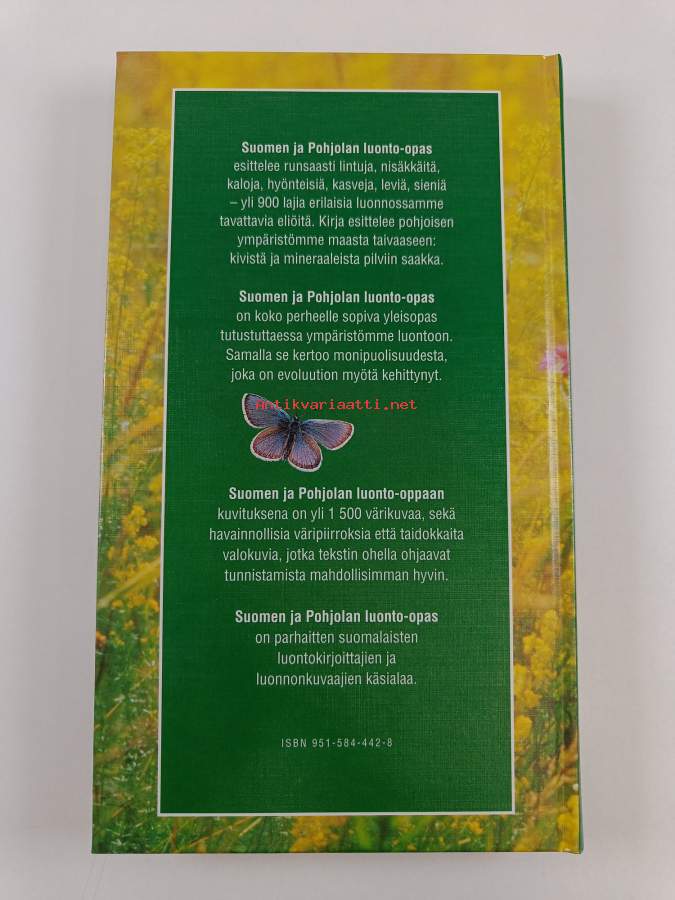 Suomen ja Pohjolan luonto-opas
esittelee runsaasti lintuja, nisäkkäitä,
kaloja, hyönteisiä, kasveja, leviä, sieniä
– yli 900 lajia erilaisia luonnossamme
tavattavia eliöitä. Kirja esittelee pohjoisen
ympäristömme maasta taivaaseen:
kivistä ja mineraaleista pilviin saakka.
Suomen ja Pohjolan luonto-opas
on koko perheelle sopiva yleisopas
tutustuttaessa ympäristömme luontoon.
Samalla se kertoo monipuolisuudesta,
joka on evoluution myötä kehittynyt.
Antikvariaatti.net
Suomen ja Pohjolan luonto-oppaan
kuvituksena on yli 1 500 värikuvaa, sekä
havainnollisia väripiirroksia että taidokkaita
valokuvia, jotka tekstin ohella ohjaavat
tunnistamista mahdollisimman hyvin.
Suomen ja Pohjolan luonto-opas
on parhaitten suomalaisten
luontokirjoittajien ja
luonnonkuvaajien käsialaa.
ISBN 951-584-442-8